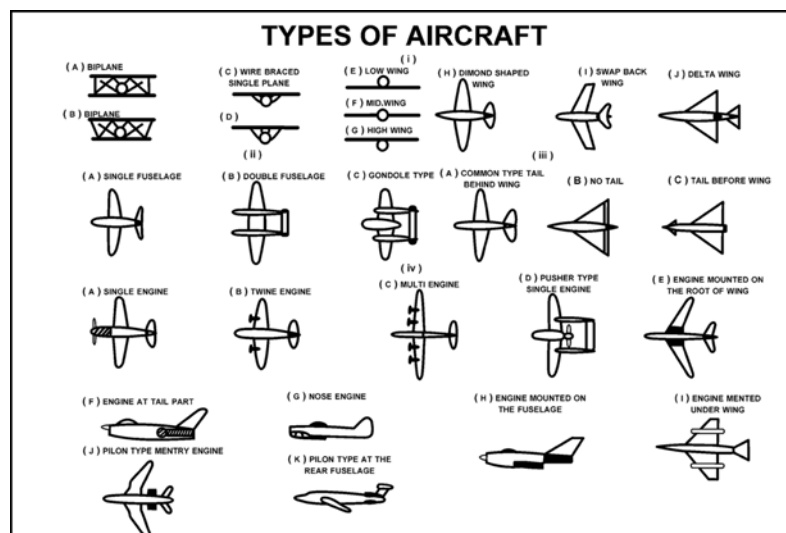 TYPES OF AIRCRAFT
( i )
( A ) BIPLANE
( B ) BIPLANE
( C ) WIRE BRACED
SINGLE PLANE
( D )
( E ) LOW WING
( F ) MID.WING
( G ) HIGH WING
( H ) DIMOND SHAPED
WING
( I ) SWAP BACK
WING
( J ) DELTA WING
( ii )
( A ) SINGLE FUSELAGE
( B ) DOUBLE FUSELAGE
( C ) GONDOLE TYPE
( iii )
( A ) COMMON TYPE TAIL
BEHIND WING
( B ) NO TAIL
( C ) TAIL BEFORE WING
( iv )
( A ) SINGLE ENGINE
( B ) TWINE ENGINE
( C ) MULTI ENGINE
( D ) PUSHER TYPE
SINGLE ENGINE
( E ) ENGINE MOUNTED ON
THE ROOT OF WING
( F ) ENGINE AT TAIL PART
( G ) NOSE ENGINE
( H ) ENGINE MOUNTED ON
THE FUSELAGE
( I ) ENGINE MENTED
UNDER WING
( J ) PILON TYPE MENTRY ENGINE
( K ) PILON TYPE AT THE
REAR FUSELAGE